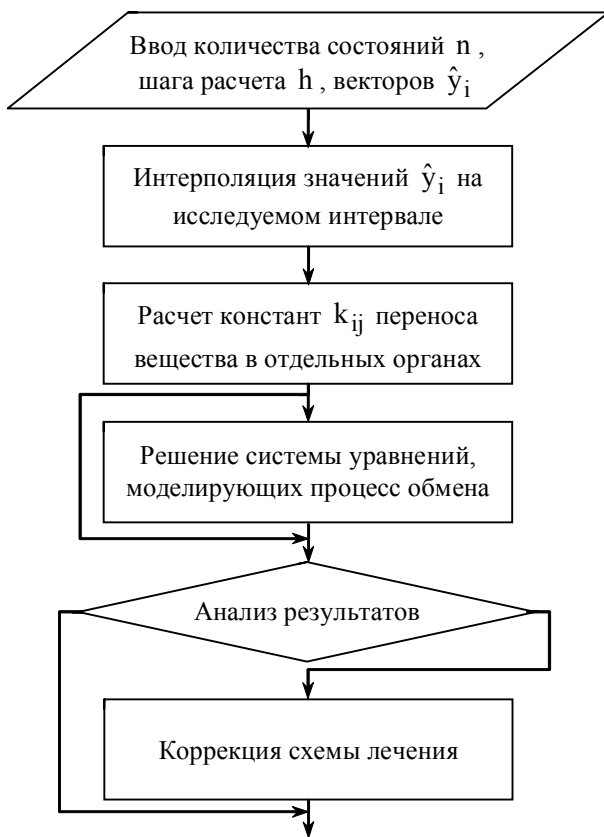 Ввод количества состояний n ,
шага расчета h , векторов ŷᵢ
Интерполяция значений ŷᵢ на
исследуемом интервале
Расчет констант kᵢⱼ переноса
вещества в отдельных органах
Решение системы уравнений,
моделирующих процесс обмена
Анализ результатов
Коррекция схемы лечения